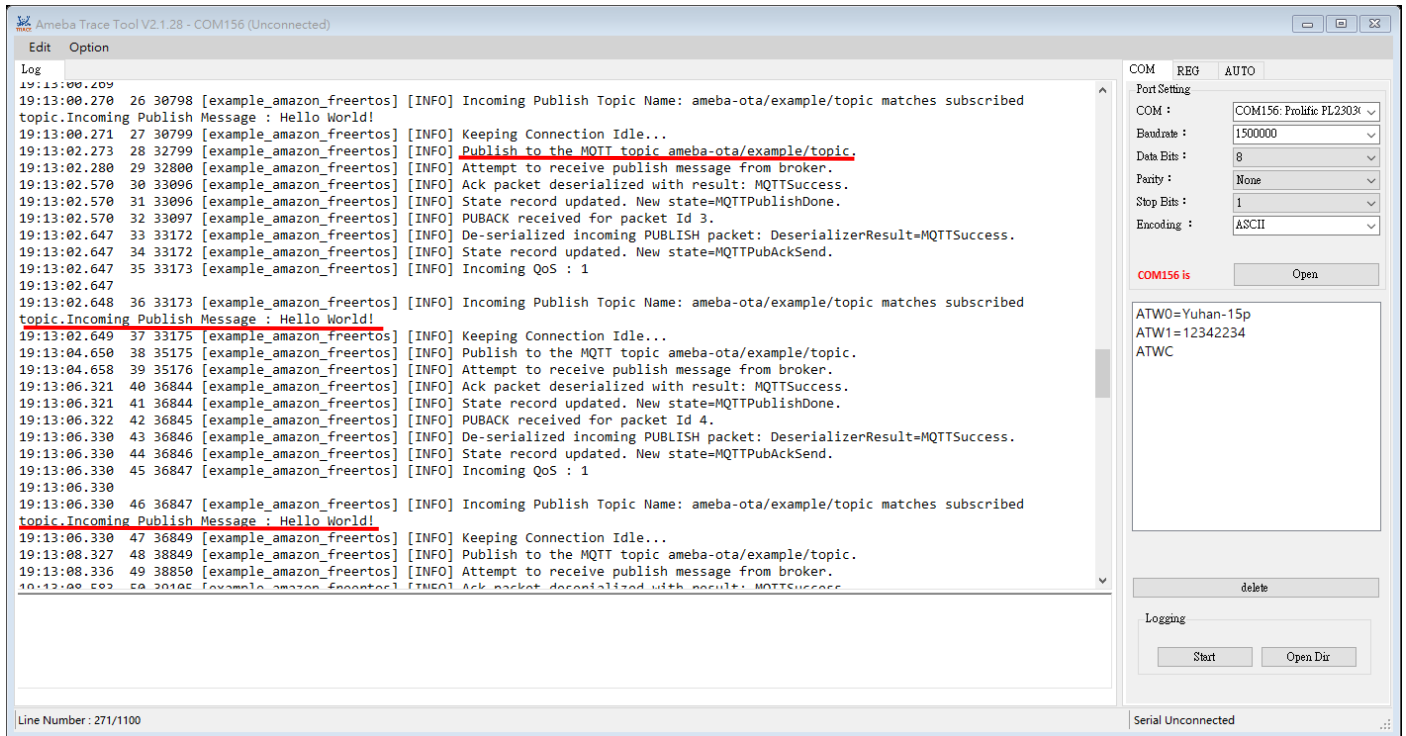 Ameba Trace Tool V2.1.28 - COM156 (Unconnected)
Edit Option
Log
19:13:00.269
19:13:00.270 26 30798 [example_amazon_freertos] [INFO] Incoming Publish Topic Name: ameba-ota/example/topic matches subscribed
topic.Incoming Publish Message : Hello World!
19:13:00.271 27 30799 [example_amazon_freertos] [INFO] Keeping Connection Idle...
19:13:02.273 28 32799 [example_amazon_freertos] [INFO] Publish to the MQTT topic ameba-ota/example/topic.
19:13:02.280 29 32800 [example_amazon_freertos] [INFO] Attempt to receive publish message from broker.
19:13:02.570 30 33096 [example_amazon_freertos] [INFO] Ack packet deserialized with result: MQTTSuccess.
19:13:02.570 31 33096 [example_amazon_freertos] [INFO] State record updated. New state=MQTTPublishDone.
19:13:02.570 32 33097 [example_amazon_freertos] [INFO] PUBACK received for packet Id 3.
19:13:02.647 33 33172 [example_amazon_freertos] [INFO] De-serialized incoming PUBLISH packet: DeserializerResult=MQTTSuccess.
19:13:02.647 34 33172 [example_amazon_freertos] [INFO] State record updated. New state=MQTTPubAckSend.
19:13:02.647 35 33173 [example_amazon_freertos] [INFO] Incoming QoS : 1
19:13:02.647
19:13:02.648 36 33173 [example_amazon_freertos] [INFO] Incoming Publish Topic Name: ameba-ota/example/topic matches subscribed
topic.Incoming Publish Message : Hello World!
19:13:02.649 37 33175 [example_amazon_freertos] [INFO] Keeping Connection Idle...
19:13:04.650 38 35175 [example_amazon_freertos] [INFO] Publish to the MQTT topic ameba-ota/example/topic.
19:13:04.658 39 35176 [example_amazon_freertos] [INFO] Attempt to receive publish message from broker.
19:13:06.321 40 36844 [example_amazon_freertos] [INFO] Ack packet deserialized with result: MQTTSuccess.
19:13:06.321 41 36844 [example_amazon_freertos] [INFO] State record updated. New state=MQTTPublishDone.
19:13:06.322 42 36845 [example_amazon_freertos] [INFO] PUBACK received for packet Id 4.
19:13:06.330 43 36846 [example_amazon_freertos] [INFO] De-serialized incoming PUBLISH packet: DeserializerResult=MQTTSuccess.
19:13:06.330 44 36846 [example_amazon_freertos] [INFO] State record updated. New state=MQTTPubAckSend.
19:13:06.330 45 36847 [example_amazon_freertos] [INFO] Incoming QoS : 1
19:13:06.330
19:13:06.330 46 36847 [example_amazon_freertos] [INFO] Incoming Publish Topic Name: ameba-ota/example/topic matches subscribed
topic.Incoming Publish Message : Hello World!
19:13:06.330 47 36849 [example_amazon_freertos] [INFO] Keeping Connection Idle...
19:13:08.327 48 38849 [example_amazon_freertos] [INFO] Publish to the MQTT topic ameba-ota/example/topic.
19:13:08.336 49 38850 [example_amazon_freertos] [INFO] Attempt to receive publish message from broker.
19:13:08.583 50 39105 [example_amazon_freertos] [INFO] Ack packet deserialized with result: MQTTSuccess
Line Number : 271/1100
COM REG AUTO
Port Setting
COM : COM156: Prolific PL2303(
Baudrate : 1500000
Data Bits : 8
Parity : None
Stop Bits : 1
Encoding : ASCII
COM156 is Open
ATW0=Yuhan-15p
ATW1=12342234
ATWC
delete
Logging
Start Open Dir
Serial Unconnected